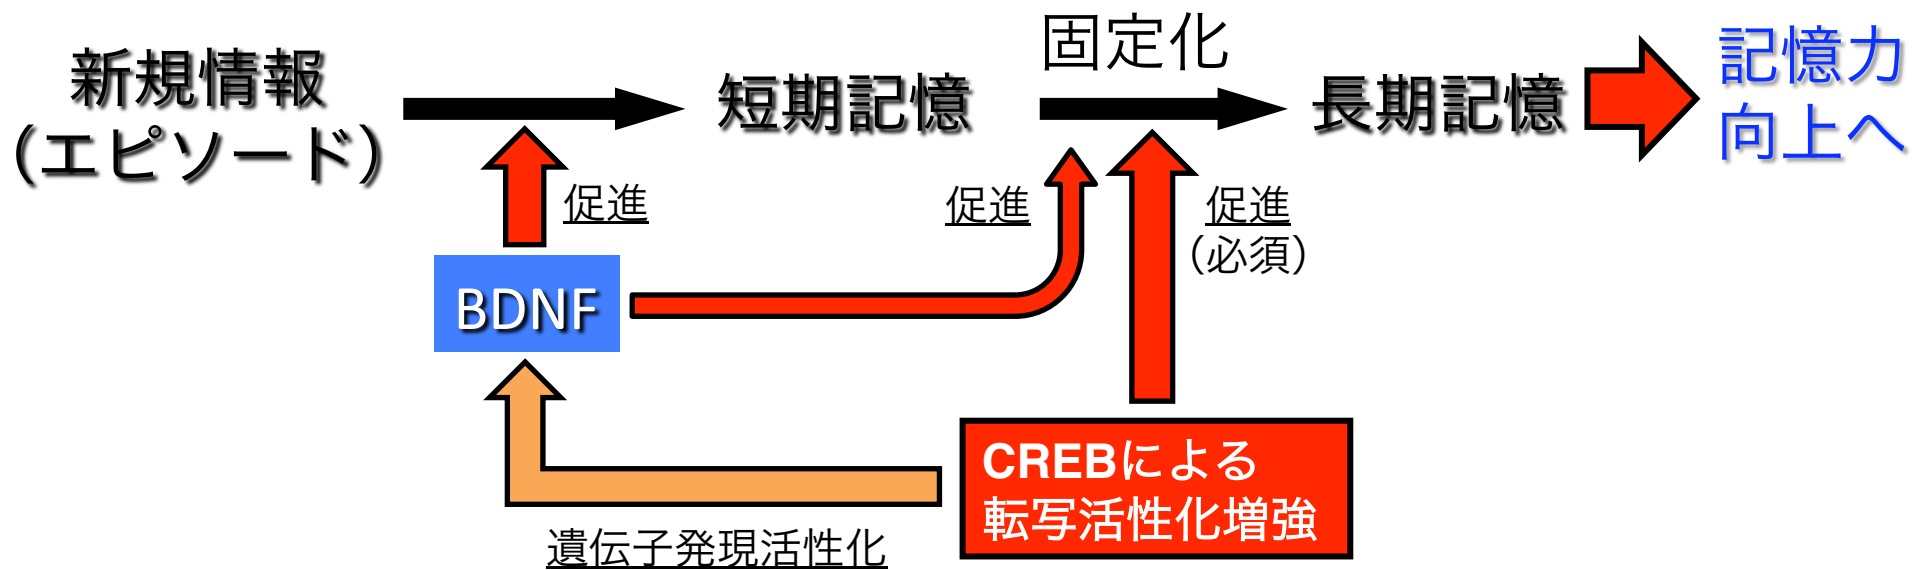 新規情報
（エピソード）
短期記憶
固定化
長期記憶
記憶力
向上へ
促進
促進
促進
（必須）
BDNF
CREBによる
転写活性化増強
遺伝子発現活性化